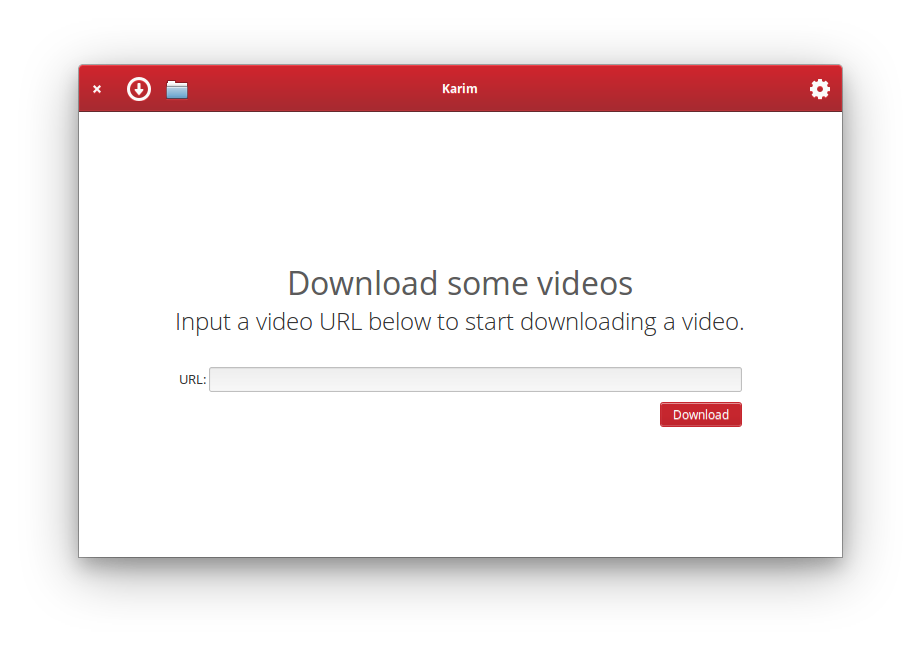 Karim
Download some videos
Input a video URL below to start downloading a video.
URL:
Download